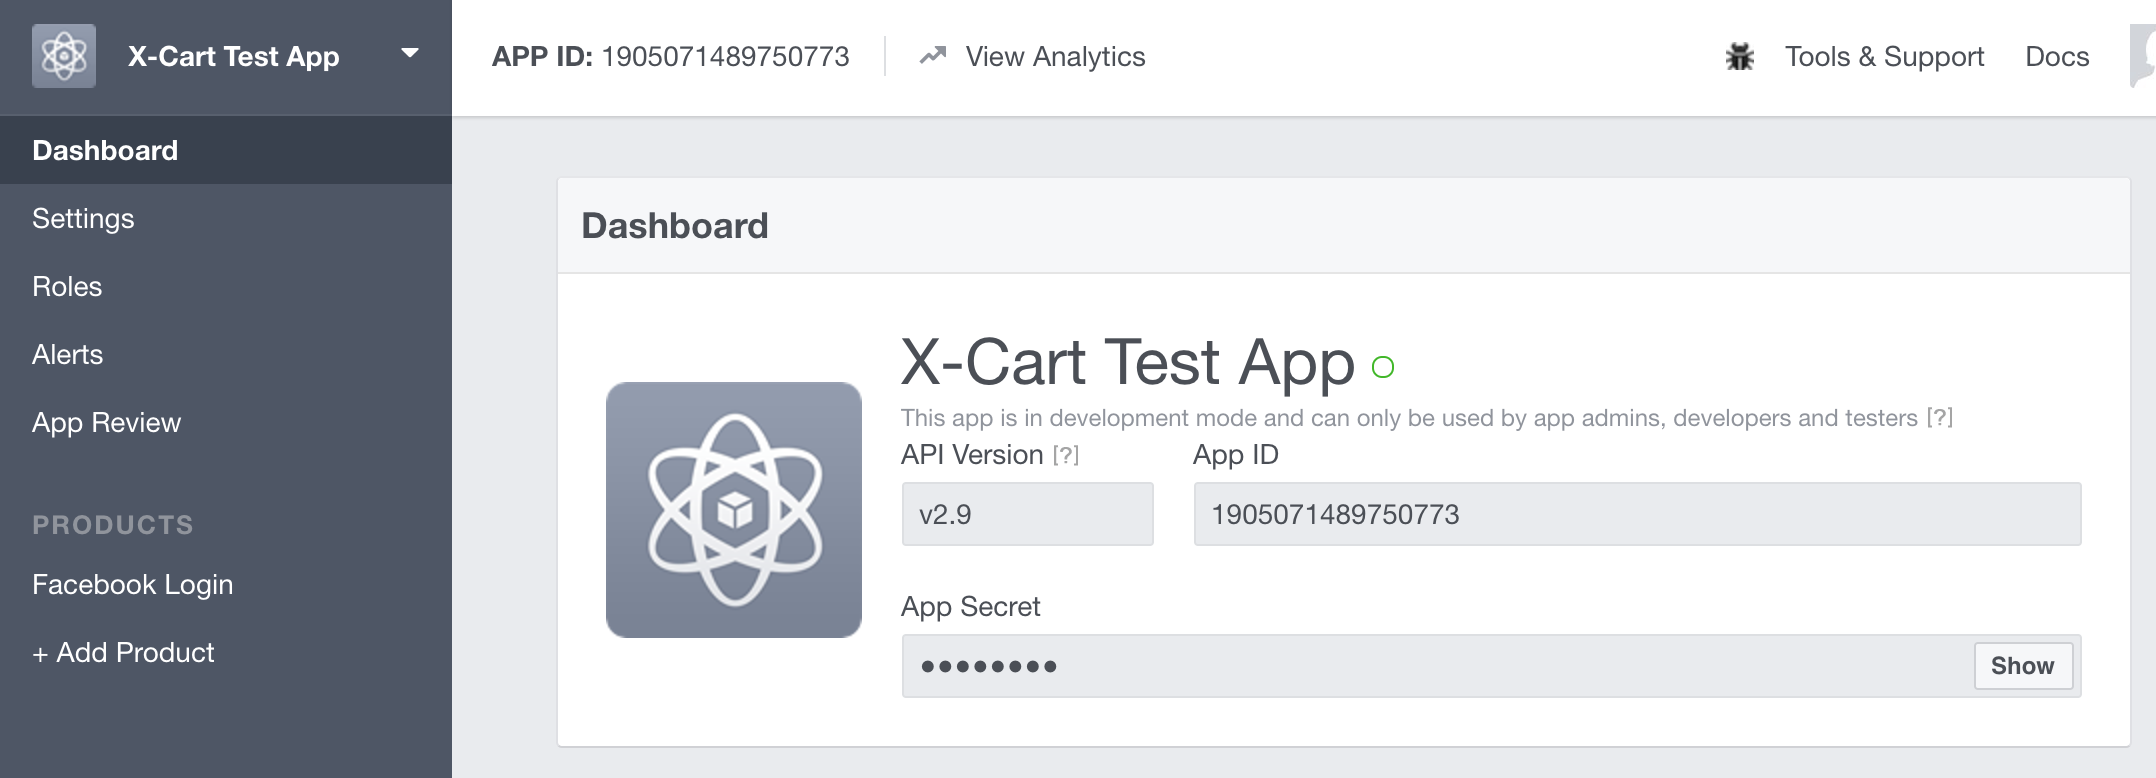 X-Cart Test App
APP ID: 1905071489750773
View Analytics
Tools & Support
Docs
Dashboard
Settings
Roles
Alerts
App Review
PRODUCTS
Facebook Login
+ Add Product
Dashboard
X-Cart Test App
This app is in development mode and can only be used by app admins, developers and testers [?]
API Version [?]
App ID
v2.9
1905071489750773
App Secret
••••••••
Show